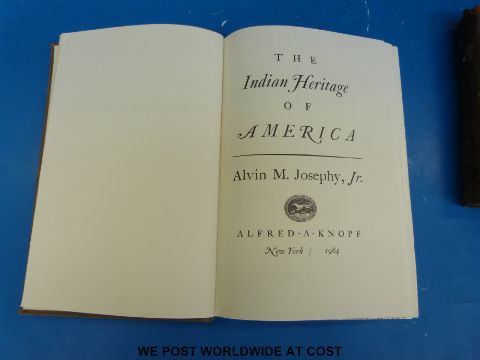 THE
Indian Heritage
OF
AMERICA
Alvin M. Josephy, Jr.
ALFRED·A·KNOPF
New York / 1984
WE POST WORLDWIDE AT COST